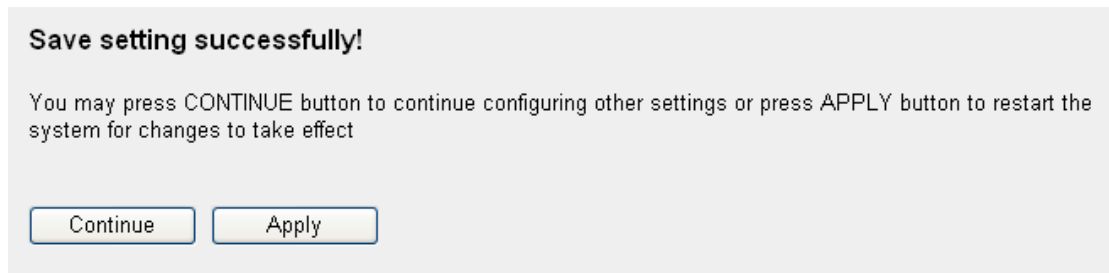 Save setting successfully!
You may press CONTINUE button to continue configuring other settings or press APPLY button to restart the
system for changes to take effect
Continue Apply